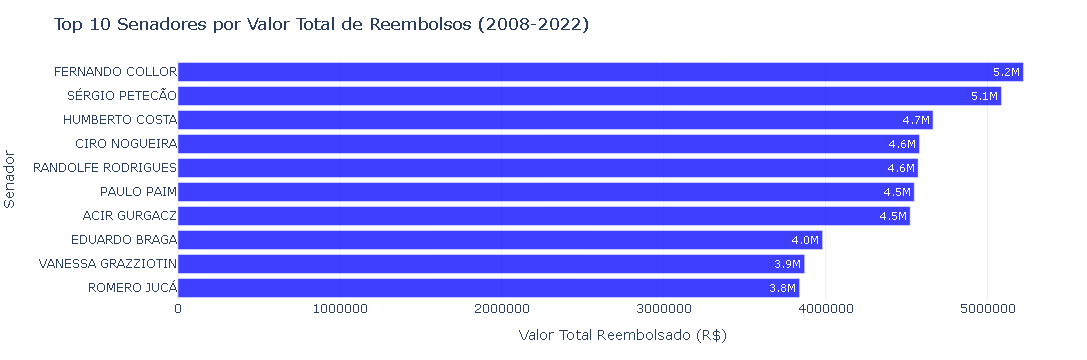 Top 10 Senadores por Valor Total de Reembolsos (2008-2022)
FERNANDO COLLOR 5.2M
SÉRGIO PETECÃO 5.1M
HUMBERTO COSTA 4.7M
CIRO NOGUEIRA 4.6M
RANDOLFE RODRIGUES 4.6M
PAULO PAIM 4.5M
ACIR GURGACZ 4.5M
EDUARDO BRAGA 4.0M
VANESSA GRAZZIOTIN 3.9M
ROMERO JUCÁ 3.8M
Senador
0 1000000 2000000 3000000 4000000 5000000
Valor Total Reembolsado (R$)